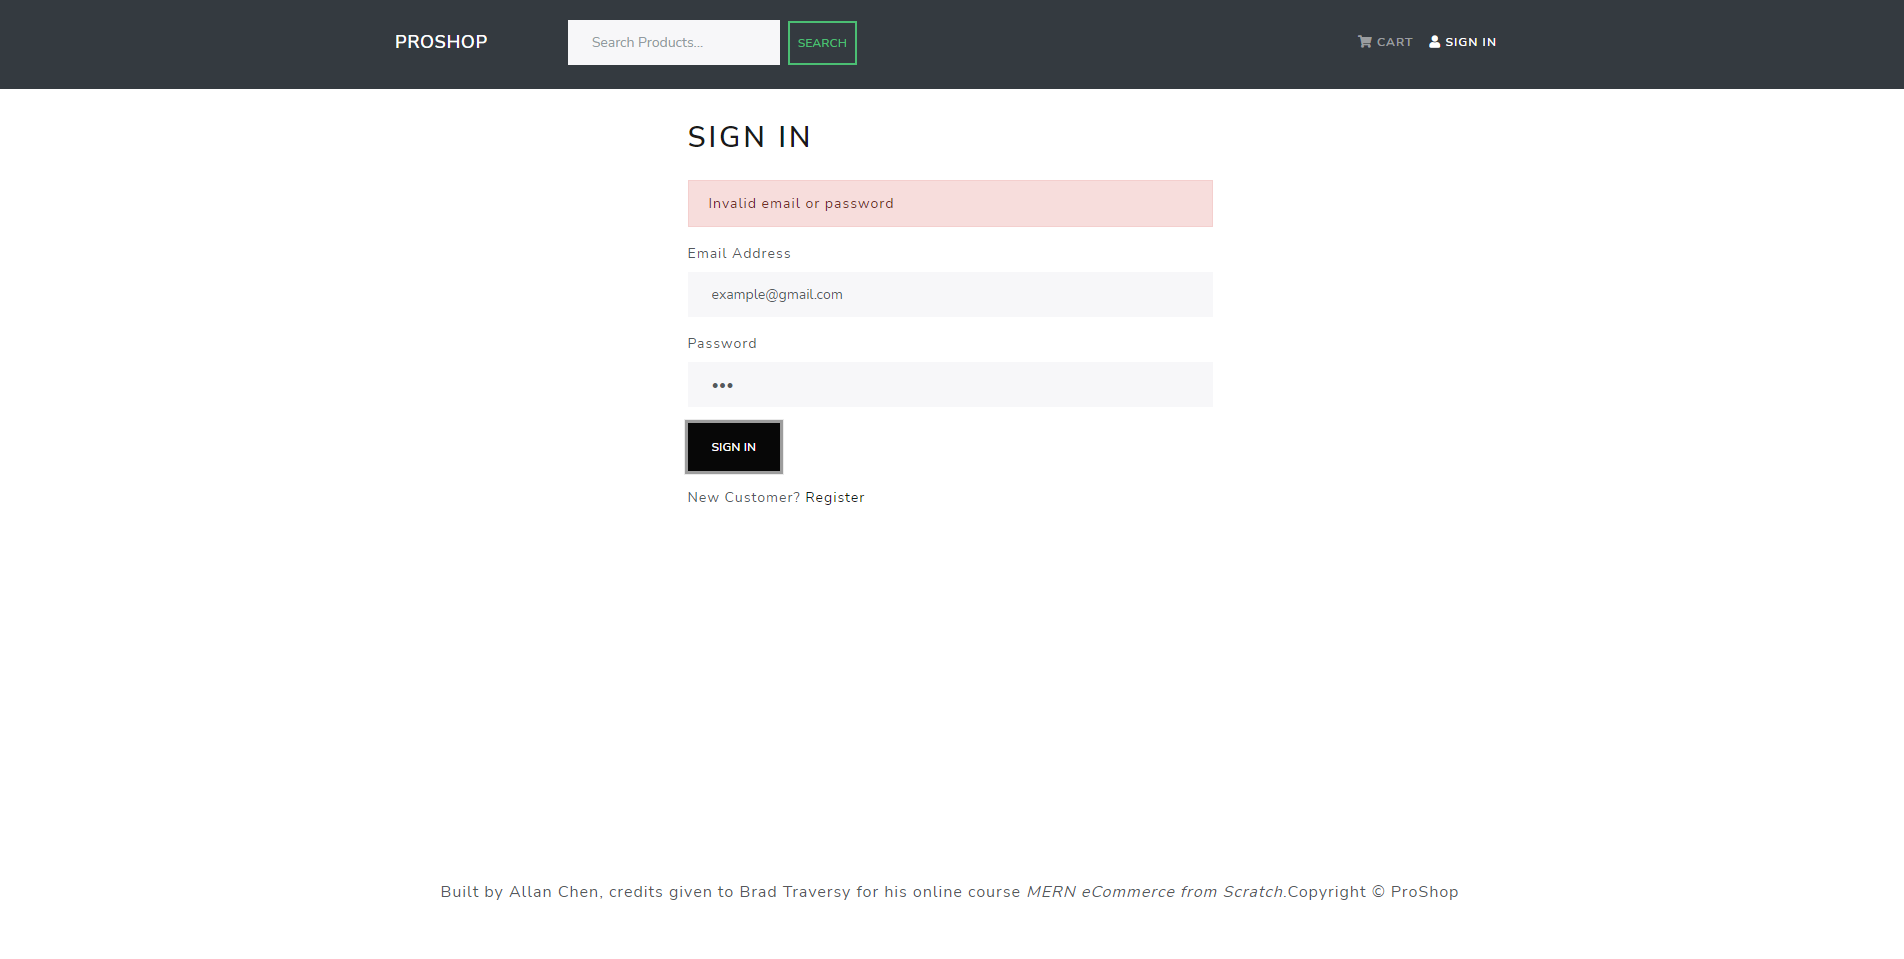 PROSHOP
Search Products...
SEARCH
CART
SIGN IN
SIGN IN
Invalid email or password
Email Address
example@gmail.com
Password
SIGN IN
New Customer? Register
Built by Allan Chen, credits given to Brad Traversy for his online course MERN eCommerce from Scratch.Copyright © ProShop